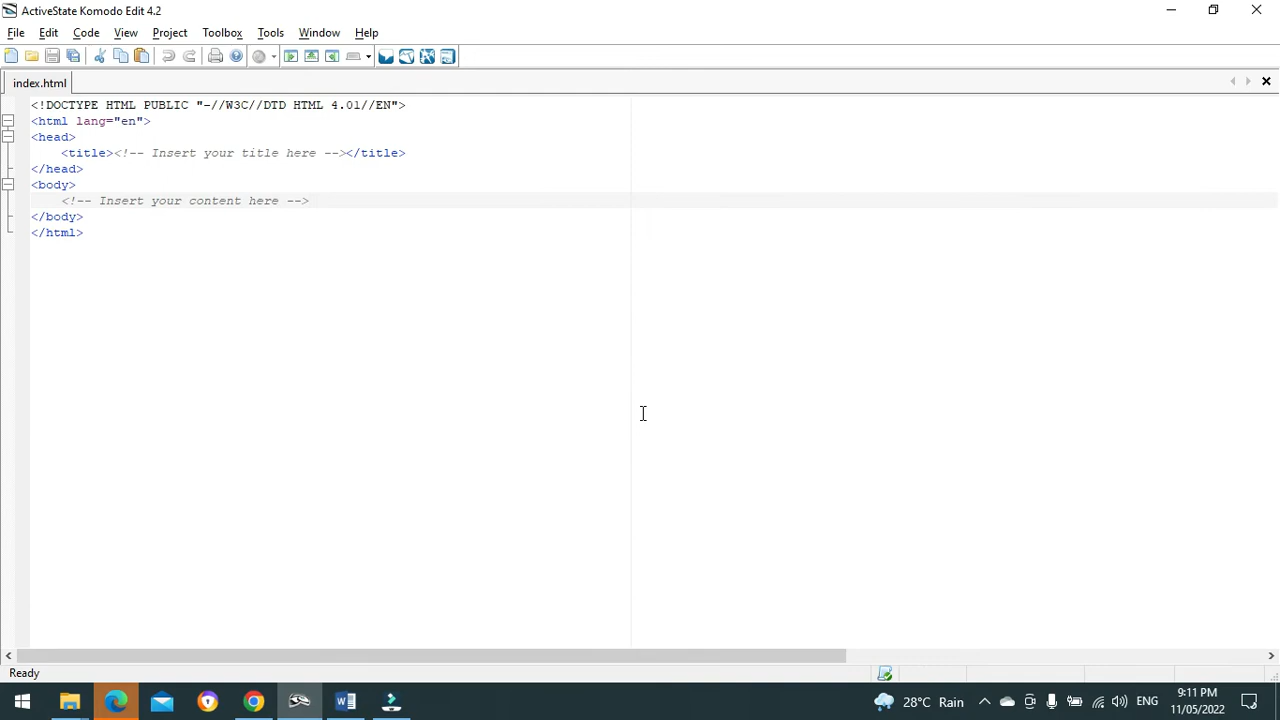 ActiveState Komodo Edit 4.2
File Edit Code View Project Toolbox Tools Window Help
index.html
<!DOCTYPE HTML PUBLIC "-//W3C//DTD HTML 4.01//EN">
<html lang="en">
<head>
<title><!-- Insert your title here --></title>
</head>
<body>
<!-- Insert your content here -->
</body>
</html>
Ready
28°C Rain ENG 9:11 PM
11/05/2022